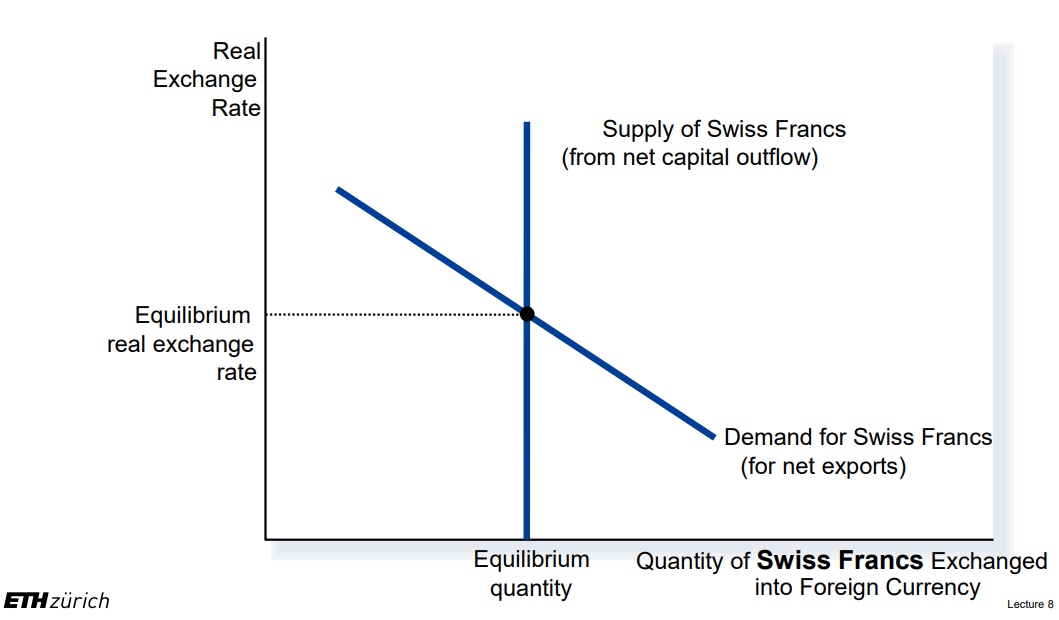 Real
Exchange
Rate
Supply of Swiss Francs
(from net capital outflow)
Equilibrium
real exchange
rate
Demand for Swiss Francs
(for net exports)
Equilibrium
quantity
Quantity of Swiss Francs Exchanged
into Foreign Currency
ETH zürich
Lecture 8